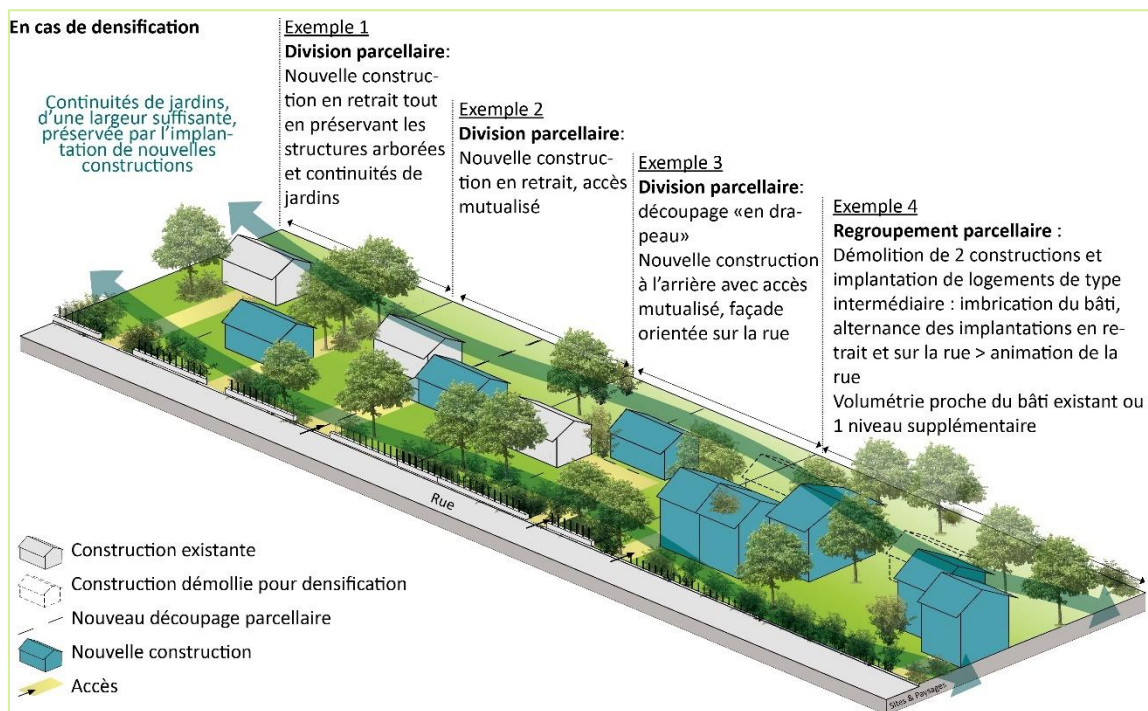 En cas de densification
Continuités de jardins,
d'une largeur suffisante,
préservée par l'implan-
tation de nouvelles
constructions
Exemple 1
Division parcellaire:
Nouvelle construc-
tion en retrait tout
en préservant les
structures arborées
et continuités de
jardins
Exemple 2
Division parcellaire:
Nouvelle construc-
tion en retrait, accès
mutualisé
Exemple 3
Division parcellaire:
découpage «en dra-
peau»
Nouvelle construction
à l'arrière avec accès
mutualisé, façade
orientée sur la rue
Exemple 4
Regroupement parcellaire :
Démolition de 2 constructions et
implantation de logements de type
intermédiaire : imbrication du bâti,
alternance des implantations en re-
trait et sur la rue > animation de la
rue
Volumétrie proche du bâti existant ou
1 niveau supplémentaire
Rue
Construction existante
Construction démollie pour densification
Nouveau découpage parcellaire
Nouvelle construction
Accès
Sites & Paysages